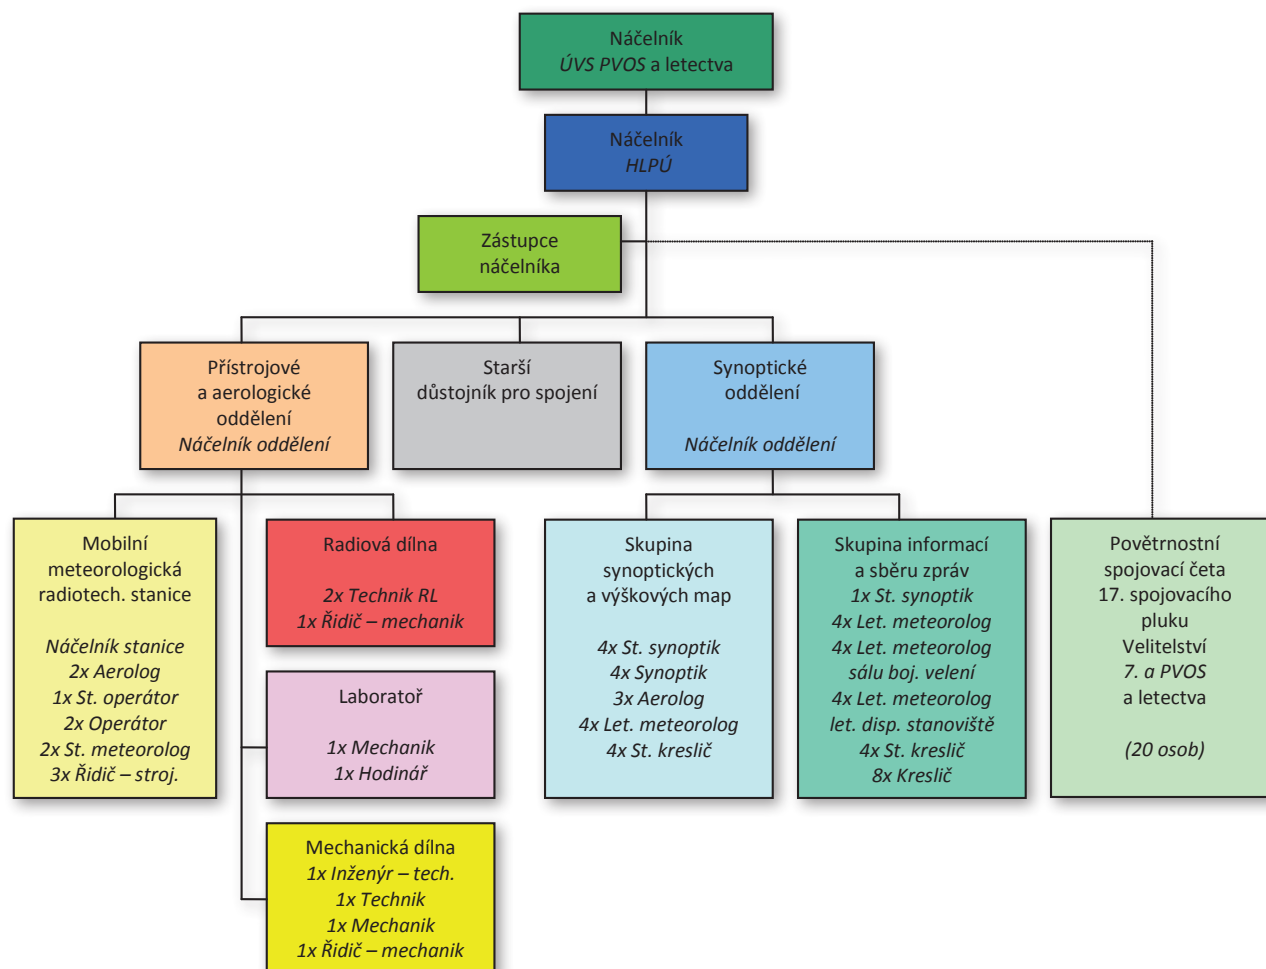 Náčelník
ÚVS PVOS a letectva
Náčelník
HLPÚ
Zástupce
náčelníka
Přístrojové
a aerologické
oddělení
Náčelník oddělení
Starší
důstojník pro spojení
Synoptické
oddělení
Náčelník oddělení
Mobilní
meteorologická
radiotech. stanice
Náčelník stanice
2x Aerolog
1x St. operátor
2x Operátor
2x St. meteorolog
3x Řidič – stroj.
Radiová dílna
2x Technik RL
1x Řidič – mechanik
Laboratoř
1x Mechanik
1x Hodinář
Mechanická dílna
1x Inženýr – tech.
1x Technik
1x Mechanik
1x Řidič – mechanik
Skupina
synoptických
a výškových map
4x St. synoptik
4x Synoptik
3x Aerolog
4x Let. meteorolog
4x St. kreslič
Skupina informací
a sběru zpráv
1x St. synoptik
4x Let. meteorolog
4x Let. meteorolog
sálu boj. velení
4x Let. meteorolog
let. disp. stanoviště
4x St. kreslič
8x Kreslič
Povětrnostní
spojovací četa
17. spojovacího
pluku
Velitelství
7. a PVOS
a letectva
(20 osob)